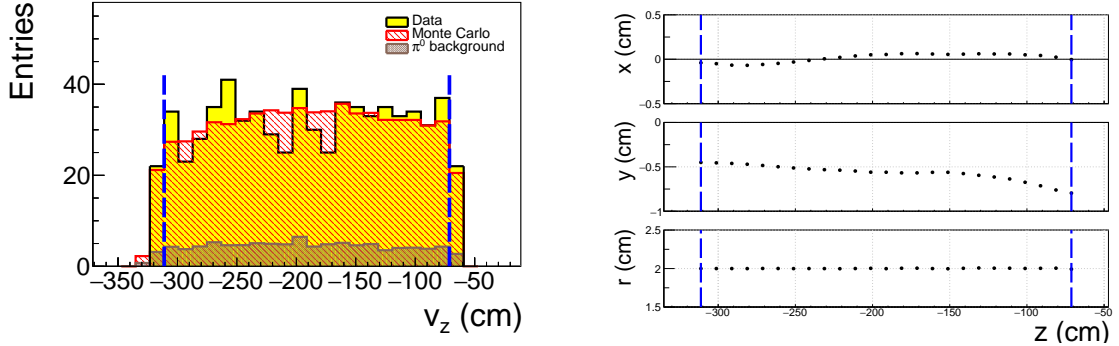 Entries
Data
Monte Carlo
π⁰ background
40
20
0
−350 −300 −250 −200 −150 −100 −50
v_z (cm)
x (cm)
0.5
0
−0.5
y (cm)
0
−0.5
−1
r (cm)
2.5
2
1.5
−300 −250 −200 −150 −100 −50
z (cm)